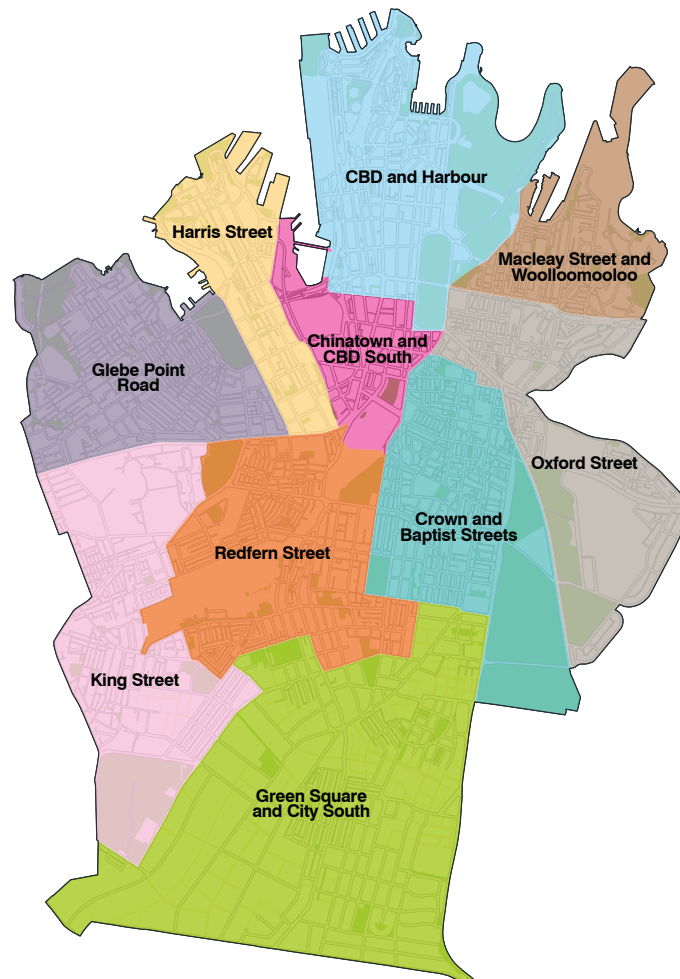 CBD and Harbour
Harris Street
Macleay Street and
Woolloomooloo
Chinatown and
CBD South
Glebe Point
Road
Oxford Street
Crown and
Baptist Streets
Redfern Street
King Street
Green Square
and City South